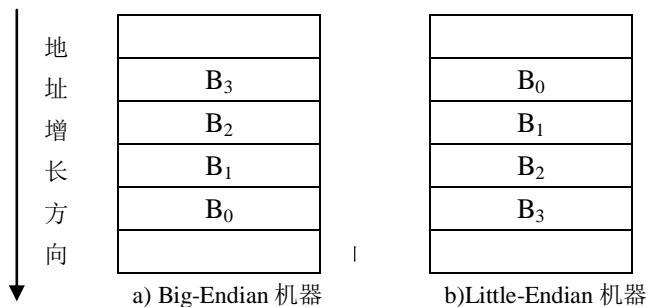 地址增长方向
B₃
B₂
B₁
B₀
B₀
B₁
B₂
B₃
a) Big-Endian 机器
b)Little-Endian 机器